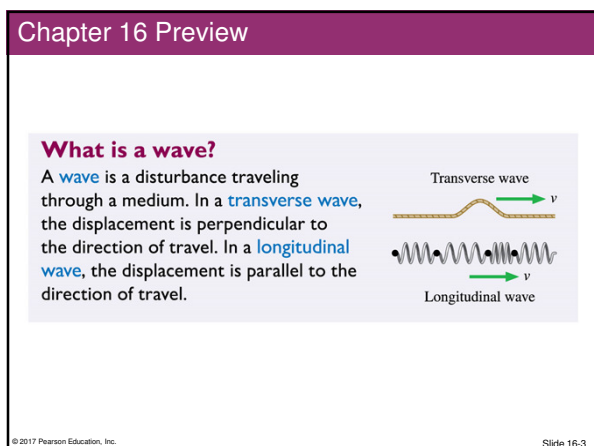 Chapter 16 Preview
What is a wave?
A wave is a disturbance traveling
through a medium. In a transverse wave,
the displacement is perpendicular to
the direction of travel. In a longitudinal
wave, the displacement is parallel to the
direction of travel.
Transverse wave
v
v
Longitudinal wave
© 2017 Pearson Education, Inc.
Slide 16-3